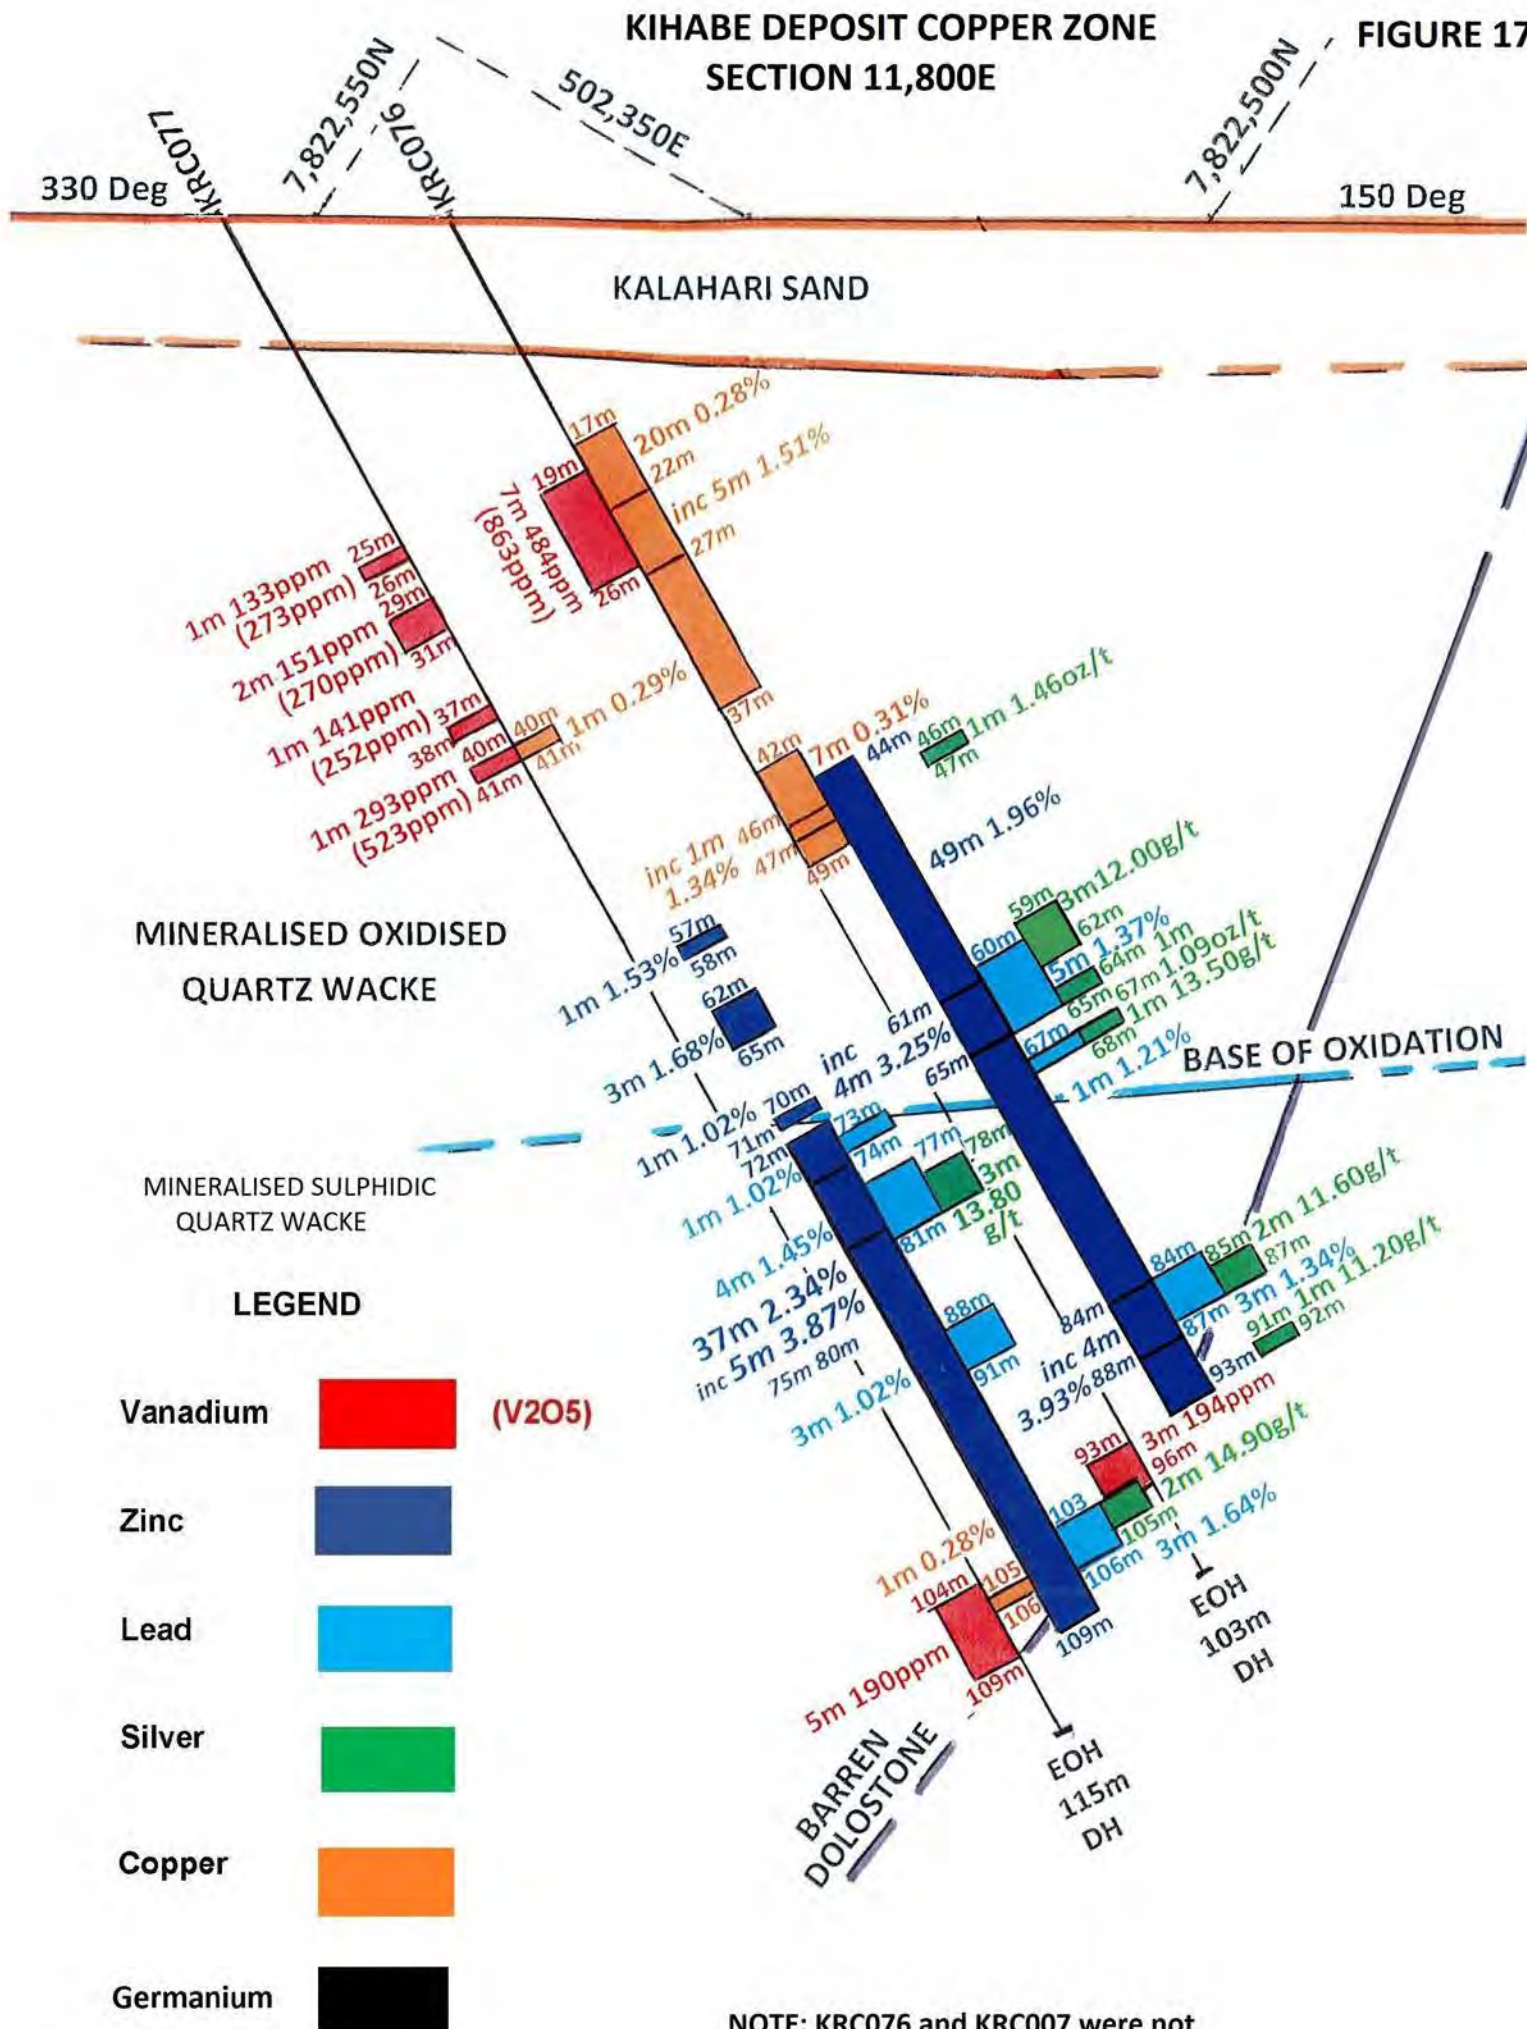 KIHABE DEPOSIT COPPER ZONE
SECTION 11,800E
FIGURE 17
KRC077
7,822,550N
KRC076
502,350E
7,822,500N
330 Deg
150 Deg
KALAHARI SAND
17m
20m 0.28%
22m
19m
inc 5m 1.51%
7m 484ppm
(863ppm)
27m
26m
37m
25m
1m 133ppm
(273ppm)
26m
29m
2m 151ppm
(270ppm)
31m
37m
1m 141ppm
(252ppm)
38m
40m
40m
1m 0.29%
41m
1m 293ppm
(523ppm)
41m
42m
7m 0.31%
44m
46m
1m 1.46oz/t
47m
inc 1m
1.34%
46m
47m
49m
49m 1.96%
MINERALISED OXIDISED
QUARTZ WACKE
57m
1m 1.53%
58m
62m
3m 1.68%
65m
59m
3m12.00g/t
62m
60m
5m 1.37%
64m
1m
1.09oz/t
65m
67m
1m 13.50g/t
67m
68m
1m 1.21%
61m
inc
4m 3.25%
65m
BASE OF OXIDATION
70m
1m 1.02%
71m
72m
73m
74m
1m 1.02%
77m
78m
3m
13.80
g/t
81m
4m 1.45%
MINERALISED SULPHIDIC
QUARTZ WACKE
37m 2.34%
inc 5m 3.87%
75m 80m
88m
91m
3m 1.02%
84m
85m
2m 11.60g/t
87m
87m
3m 1.34%
84m
inc 4m
3.93%
88m
91m
1m 11.20g/t
92m
93m
93m
3m 194ppm
96m
2m 14.90g/t
103
105m
106m
3m 1.64%
1m 0.28%
104m
105
106
109m
5m 190ppm
109m
EOH
103m
DH
EOH
115m
DH
BARREN
DOLOSTONE
LEGEND
Vanadium
(V2O5)
Zinc
Lead
Silver
Copper
Germanium
NOTE: KRC076 and KRC007 were not